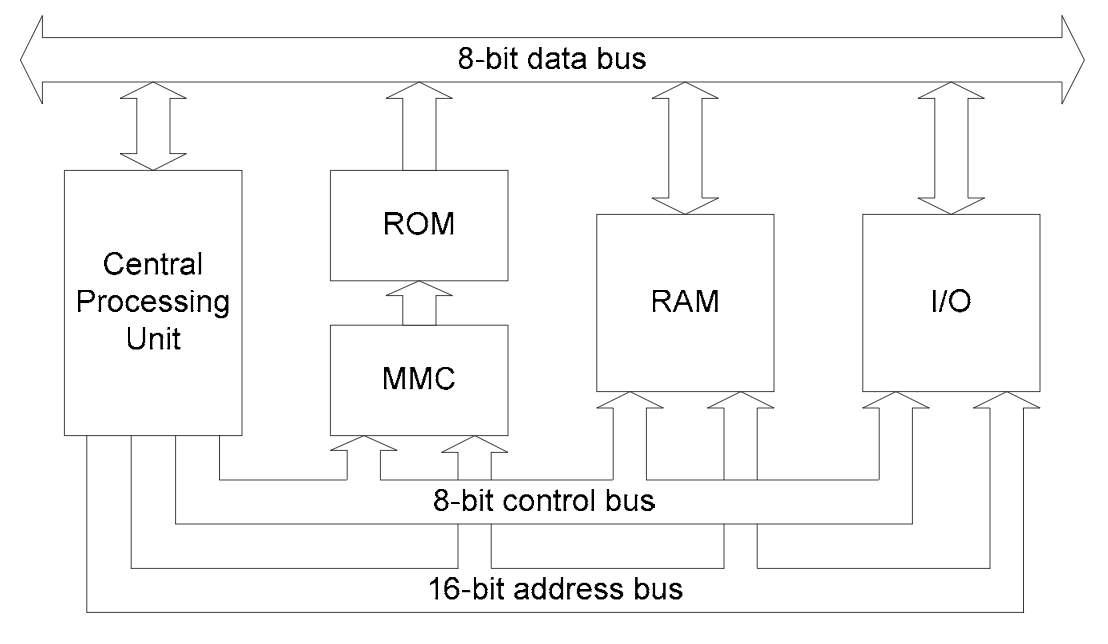 8-bit data bus
Central
Processing
Unit
ROM
MMC
RAM
I/O
8-bit control bus
16-bit address bus